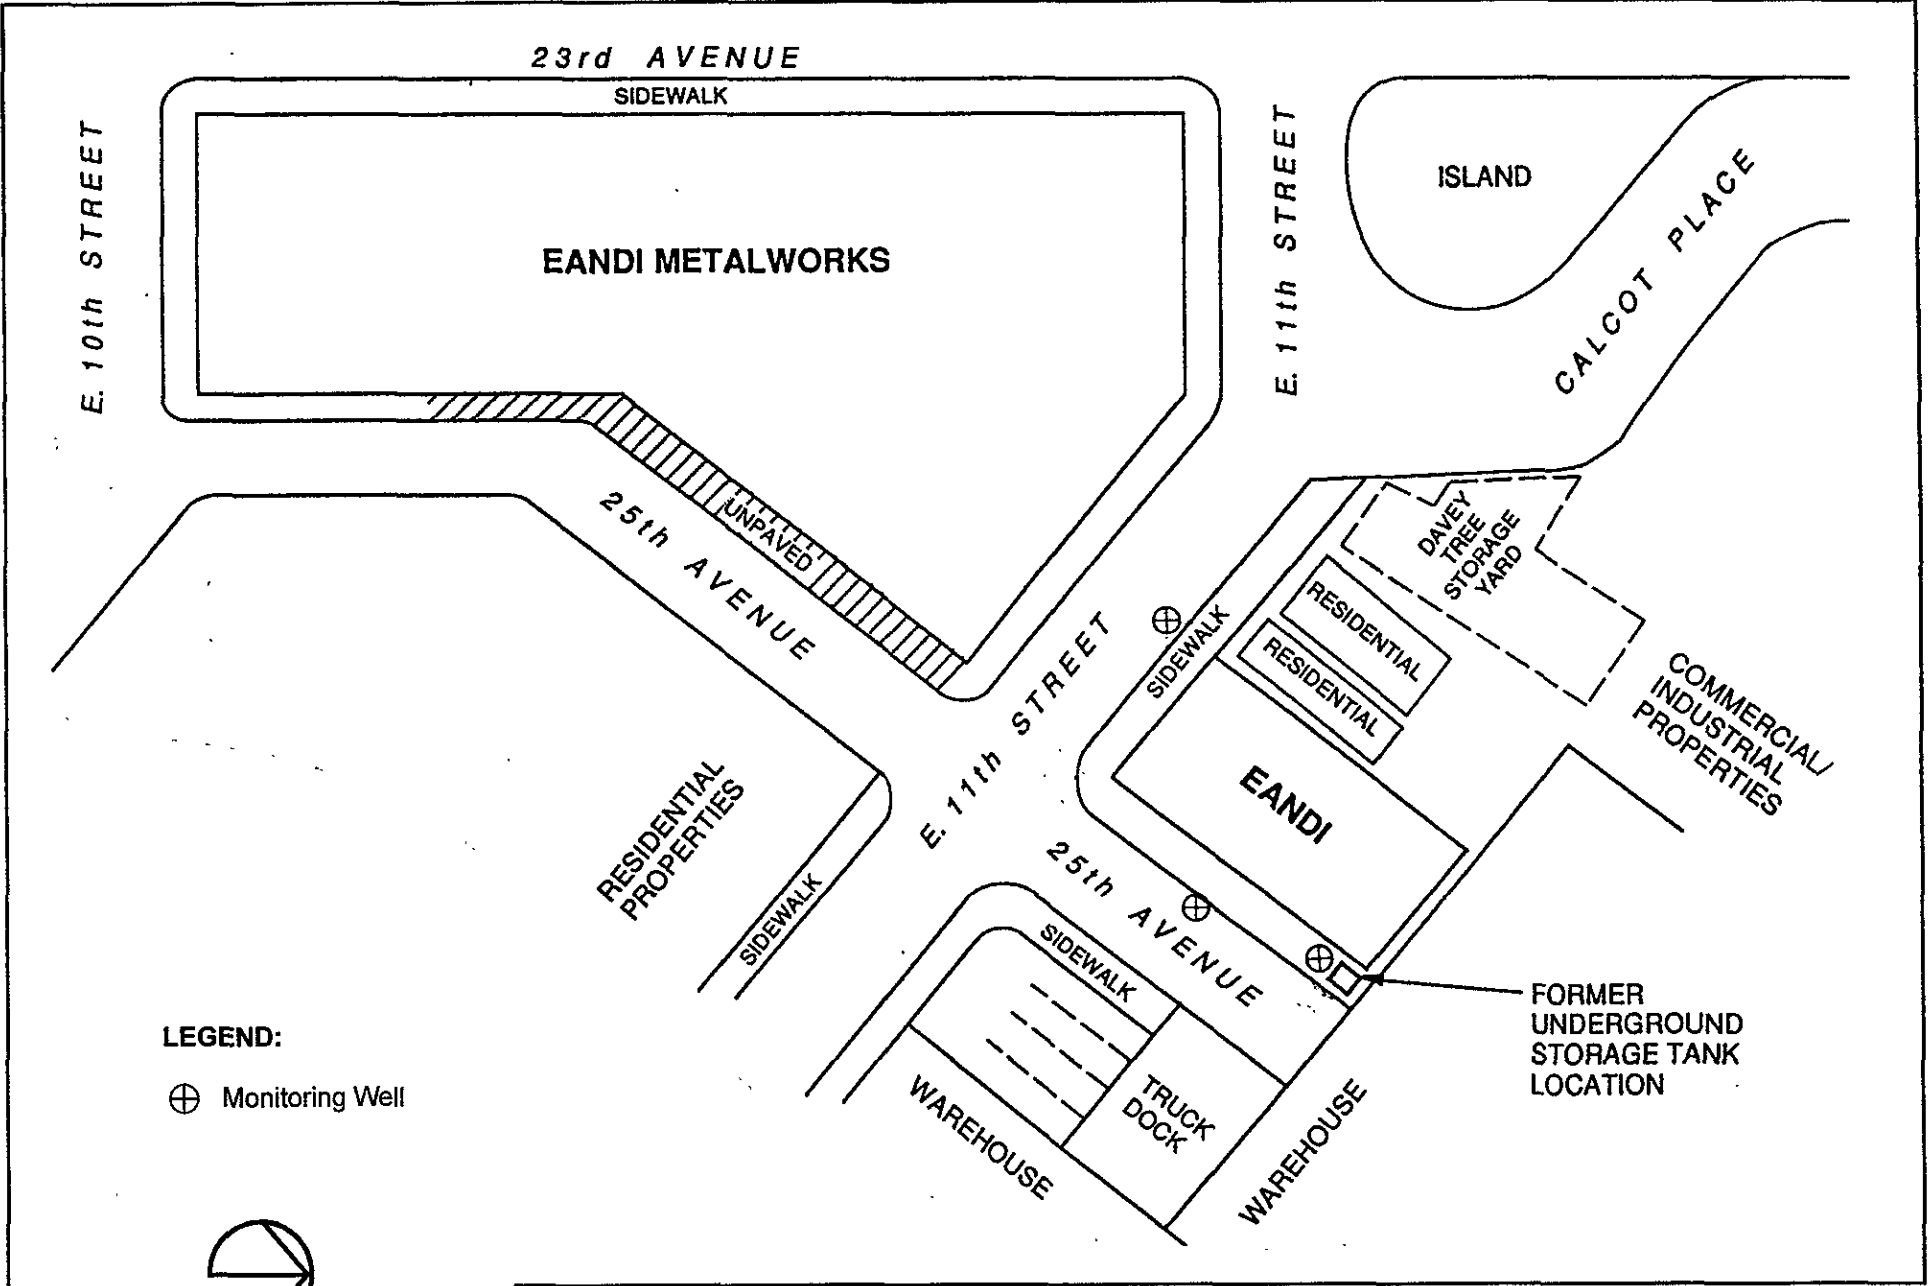 23rd AVENUE
SIDEWALK
E. 10th STREET
EANDI METALWORKS
E. 11th STREET
ISLAND
CALCOT PLACE
UNPAVED
25th AVENUE
DAVEY
TREE
STORAGE
YARD
RESIDENTIAL
RESIDENTIAL
SIDEWALK
E. 11th STREET
COMMERCIAL/
INDUSTRIAL
PROPERTIES
EANDI
RESIDENTIAL
PROPERTIES
SIDEWALK
25th AVENUE
SIDEWALK
FORMER
UNDERGROUND
STORAGE TANK
LOCATION
TRUCK
DOCK
WAREHOUSE
WAREHOUSE
LEGEND:
Monitoring Well